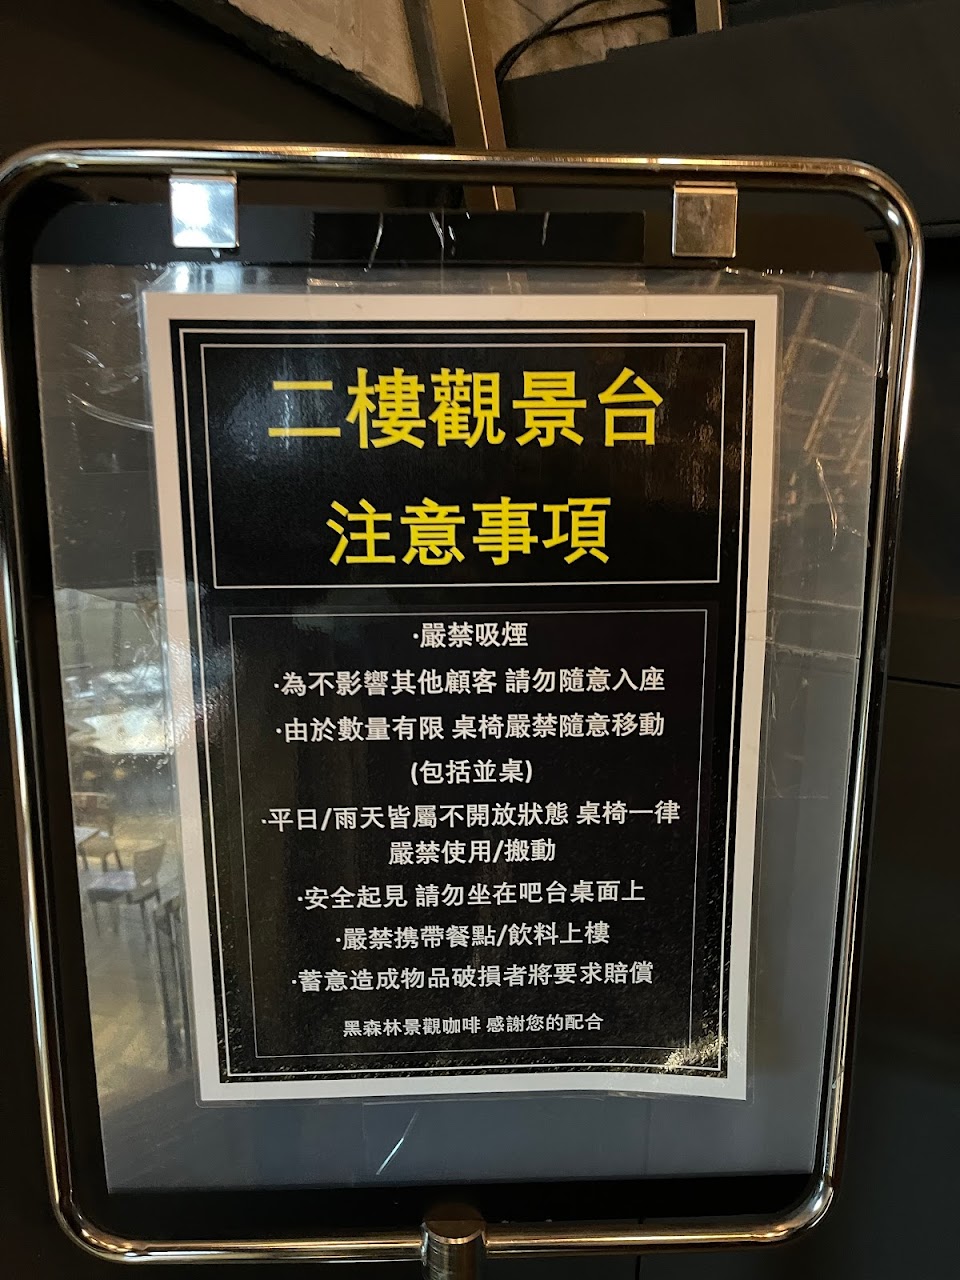 二樓觀景台
注意事項
·嚴禁吸煙
·為不影響其他顧客 請勿隨意入座
·由於數量有限 桌椅嚴禁隨意移動
(包括並桌)
·平日/雨天皆屬不開放狀態 桌椅一律
嚴禁使用/搬動
·安全起見 請勿坐在吧台桌面上
·嚴禁携帶餐點/飲料上樓
·蓄意造成物品破損者將要求賠償
黑森林景觀咖啡 感謝您的配合